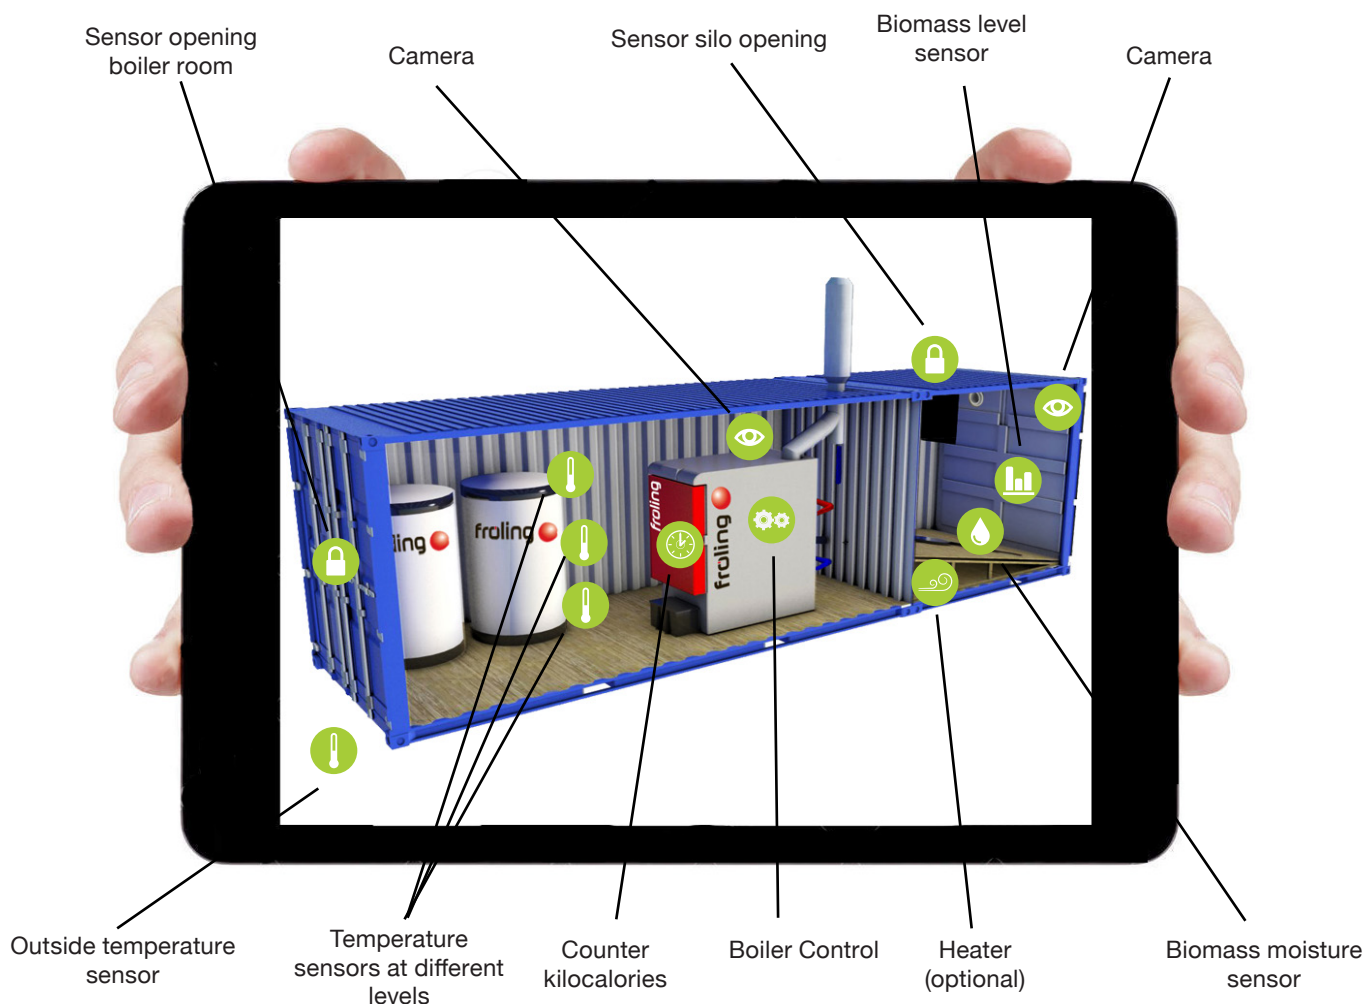 Sensor opening
boiler room
Camera
Sensor silo opening
Biomass level
sensor
Camera
ling
froling
froling
froling
Outside temperature
sensor
Temperature
sensors at different
levels
Counter
kilocalories
Boiler Control
Heater
(optional)
Biomass moisture
sensor